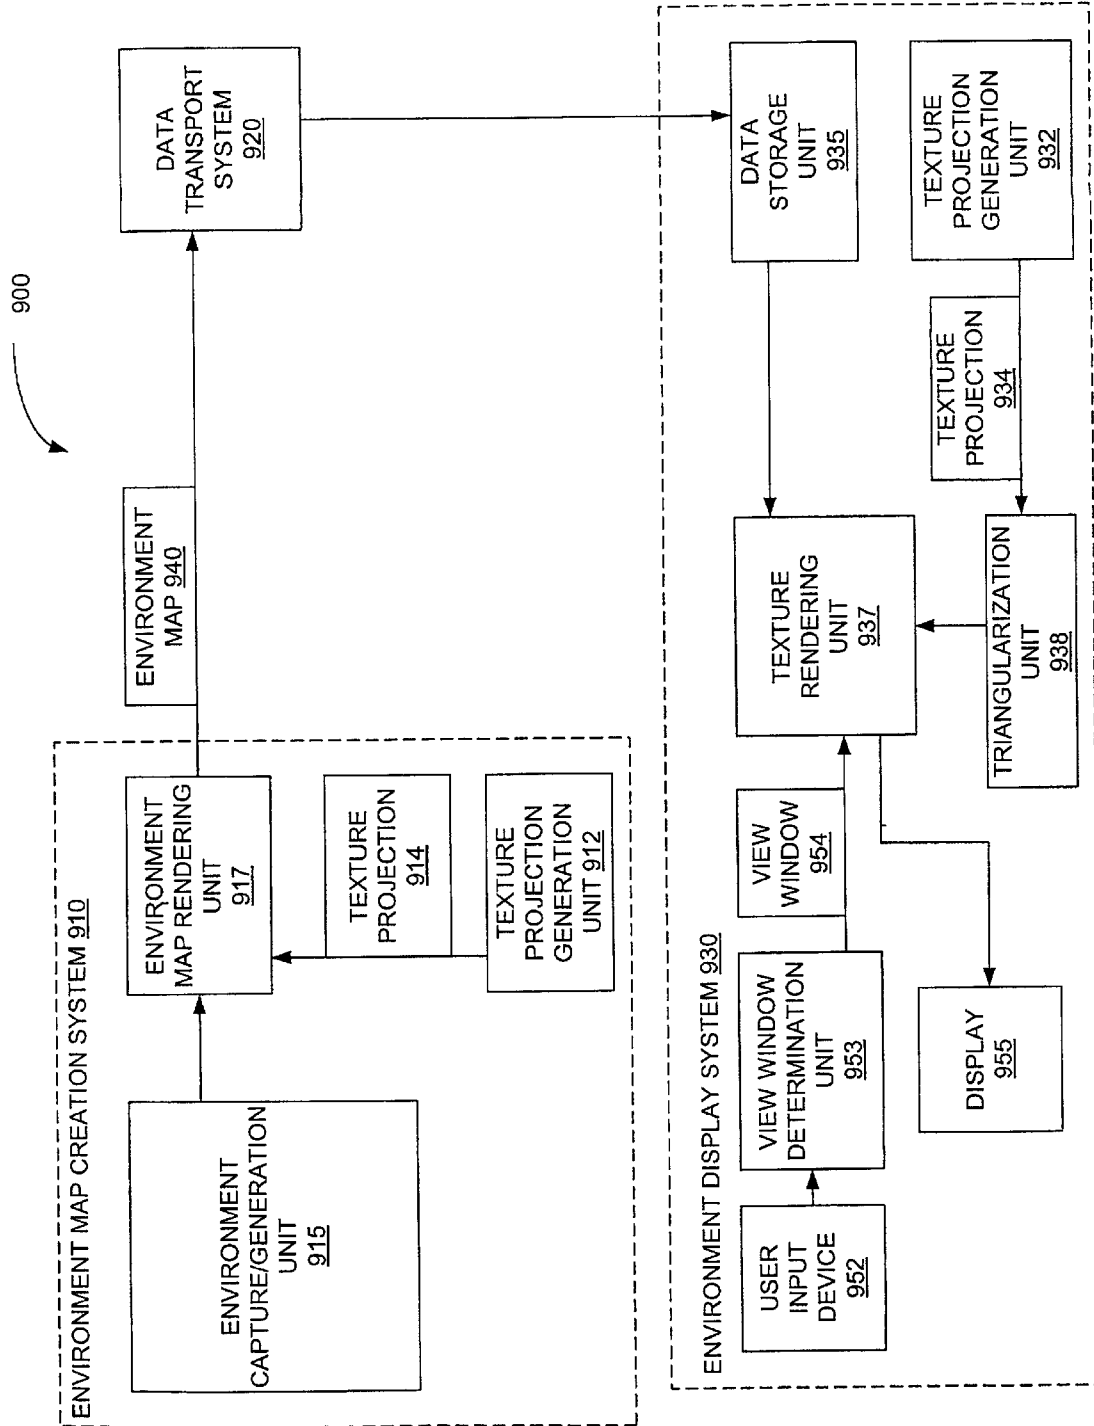 900
ENVIRONMENT MAP CREATION SYSTEM 910
ENVIRONMENT
CAPTURE/GENERATION
UNIT
915
ENVIRONMENT
MAP RENDERING
UNIT
917
TEXTURE
PROJECTION
914
TEXTURE
PROJECTION
GENERATION
UNIT 912
ENVIRONMENT
MAP 940
DATA
TRANSPORT
SYSTEM
920
ENVIRONMENT DISPLAY SYSTEM 930
USER
INPUT
DEVICE
952
VIEW WINDOW
DETERMINATION
UNIT
953
VIEW
WINDOW
954
DISPLAY
955
TEXTURE
RENDERING
UNIT
937
TRIANGULARIZATION
UNIT
938
TEXTURE
PROJECTION
934
DATA
STORAGE
UNIT
935
TEXTURE
PROJECTION
GENERATION
UNIT
932